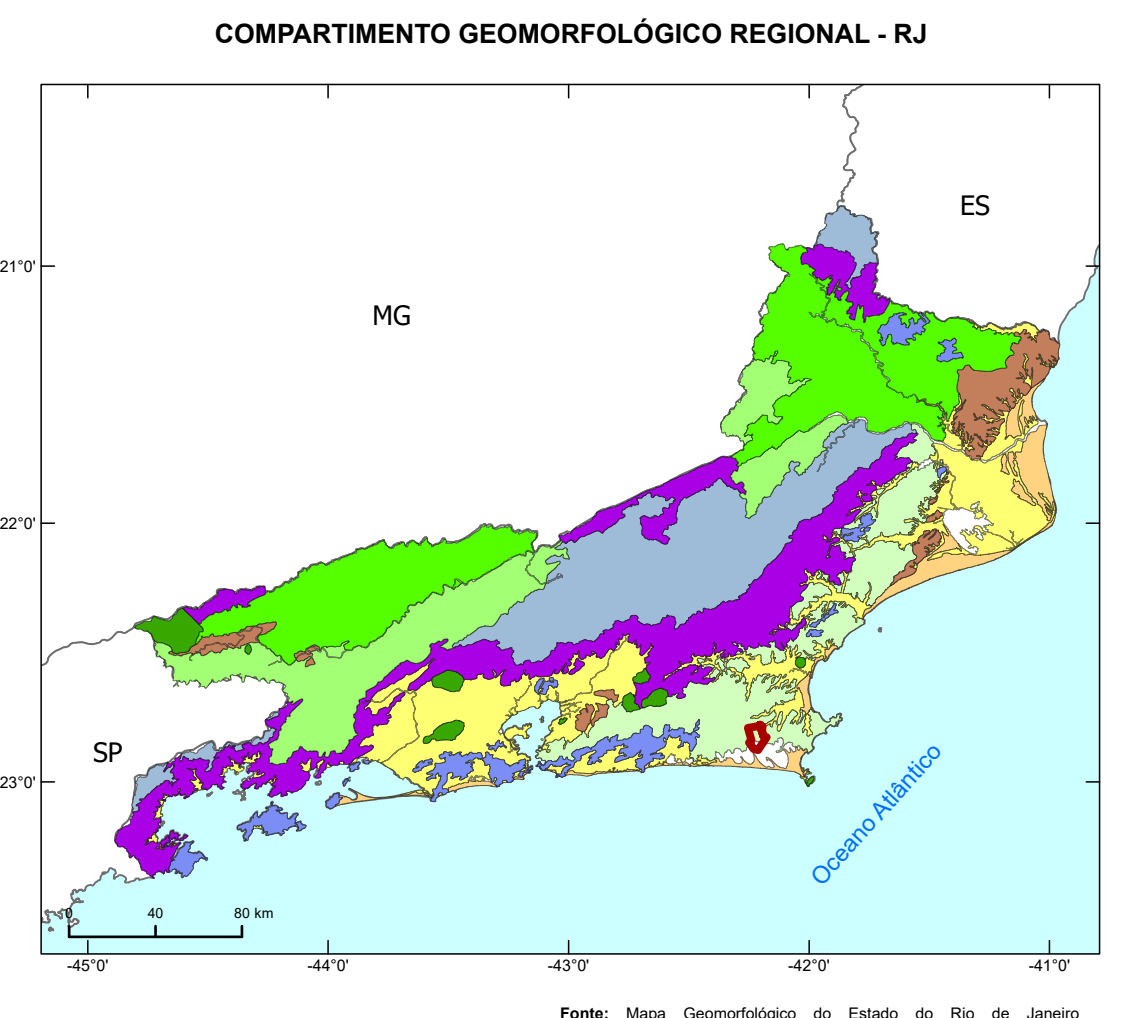 COMPARTIMENTO GEOMORFOLÓGICO REGIONAL - RJ
ES
21°0'
MG
22°0'
SP
23°0'
Oceano Atlântico
0 40 80 km
-45°0' -44°0' -43°0' -42°0' -41°0'
Fonte: Mapa Geomorfológico do Estado do Rio de Janeiro